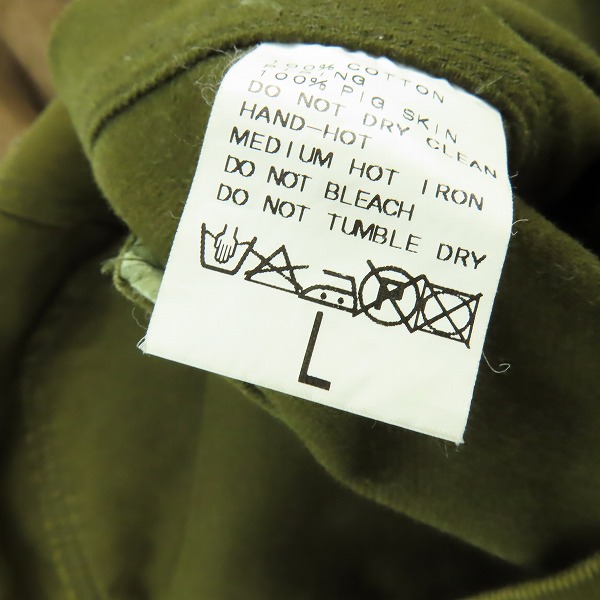 100% COTTON
100% PIG SKIN
DO NOT DRY CLEAN
HAND-HOT
MEDIUM HOT IRON
DO NOT BLEACH
DO NOT TUMBLE DRY
P
L